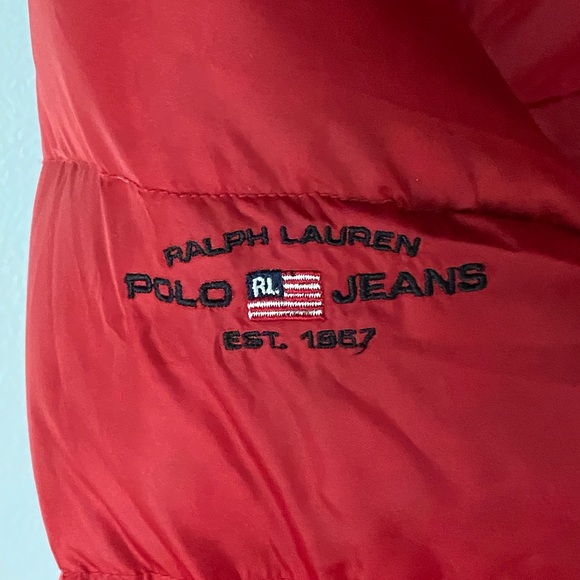 RALPH LAUREN
POLO RL. JEANS
EST. 1967